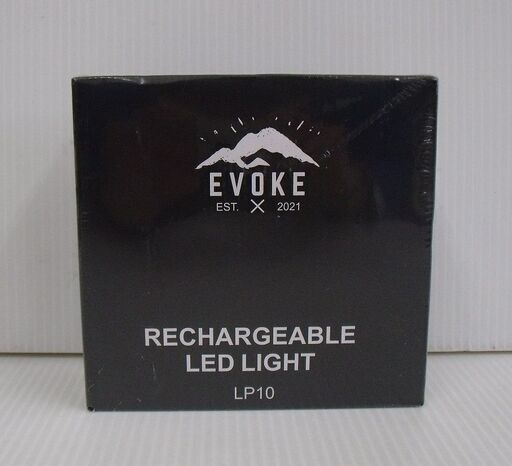 EVOKE
EST. X 2021
RECHARGEABLE
LED LIGHT
LP10